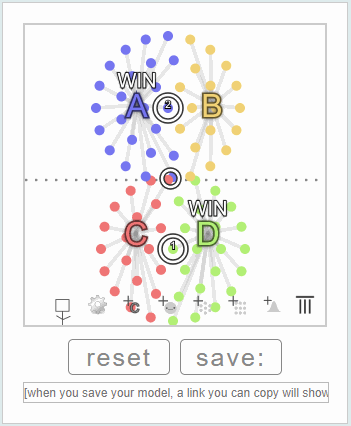 WIN
A 2 B
WIN
C 1 D
C
reset save:
[when you save your model, a link you can copy will show